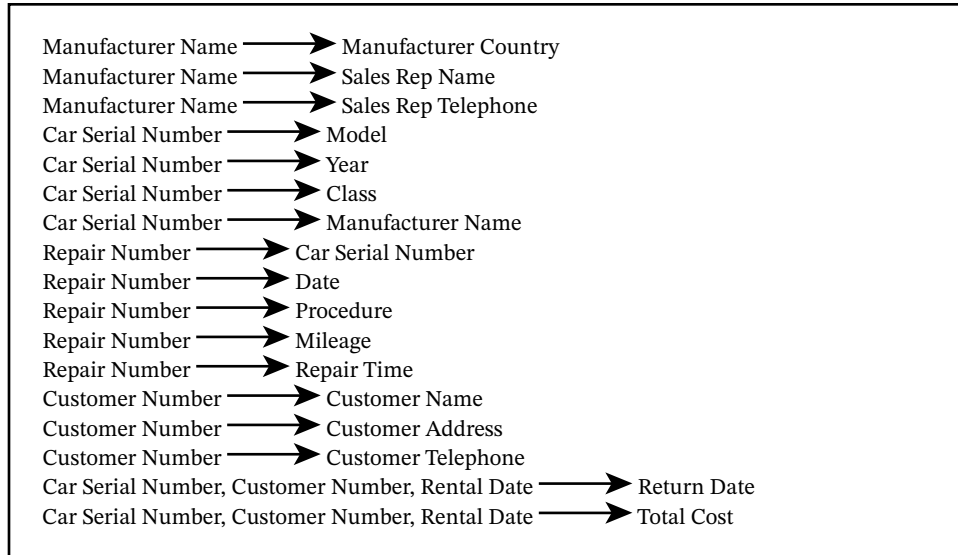 Manufacturer Name ⟶ Manufacturer Country
Manufacturer Name ⟶ Sales Rep Name
Manufacturer Name ⟶ Sales Rep Telephone
Car Serial Number ⟶ Model
Car Serial Number ⟶ Year
Car Serial Number ⟶ Class
Car Serial Number ⟶ Manufacturer Name
Repair Number ⟶ Car Serial Number
Repair Number ⟶ Date
Repair Number ⟶ Procedure
Repair Number ⟶ Mileage
Repair Number ⟶ Repair Time
Customer Number ⟶ Customer Name
Customer Number ⟶ Customer Address
Customer Number ⟶ Customer Telephone
Car Serial Number, Customer Number, Rental Date ⟶ Return Date
Car Serial Number, Customer Number, Rental Date ⟶ Total Cost